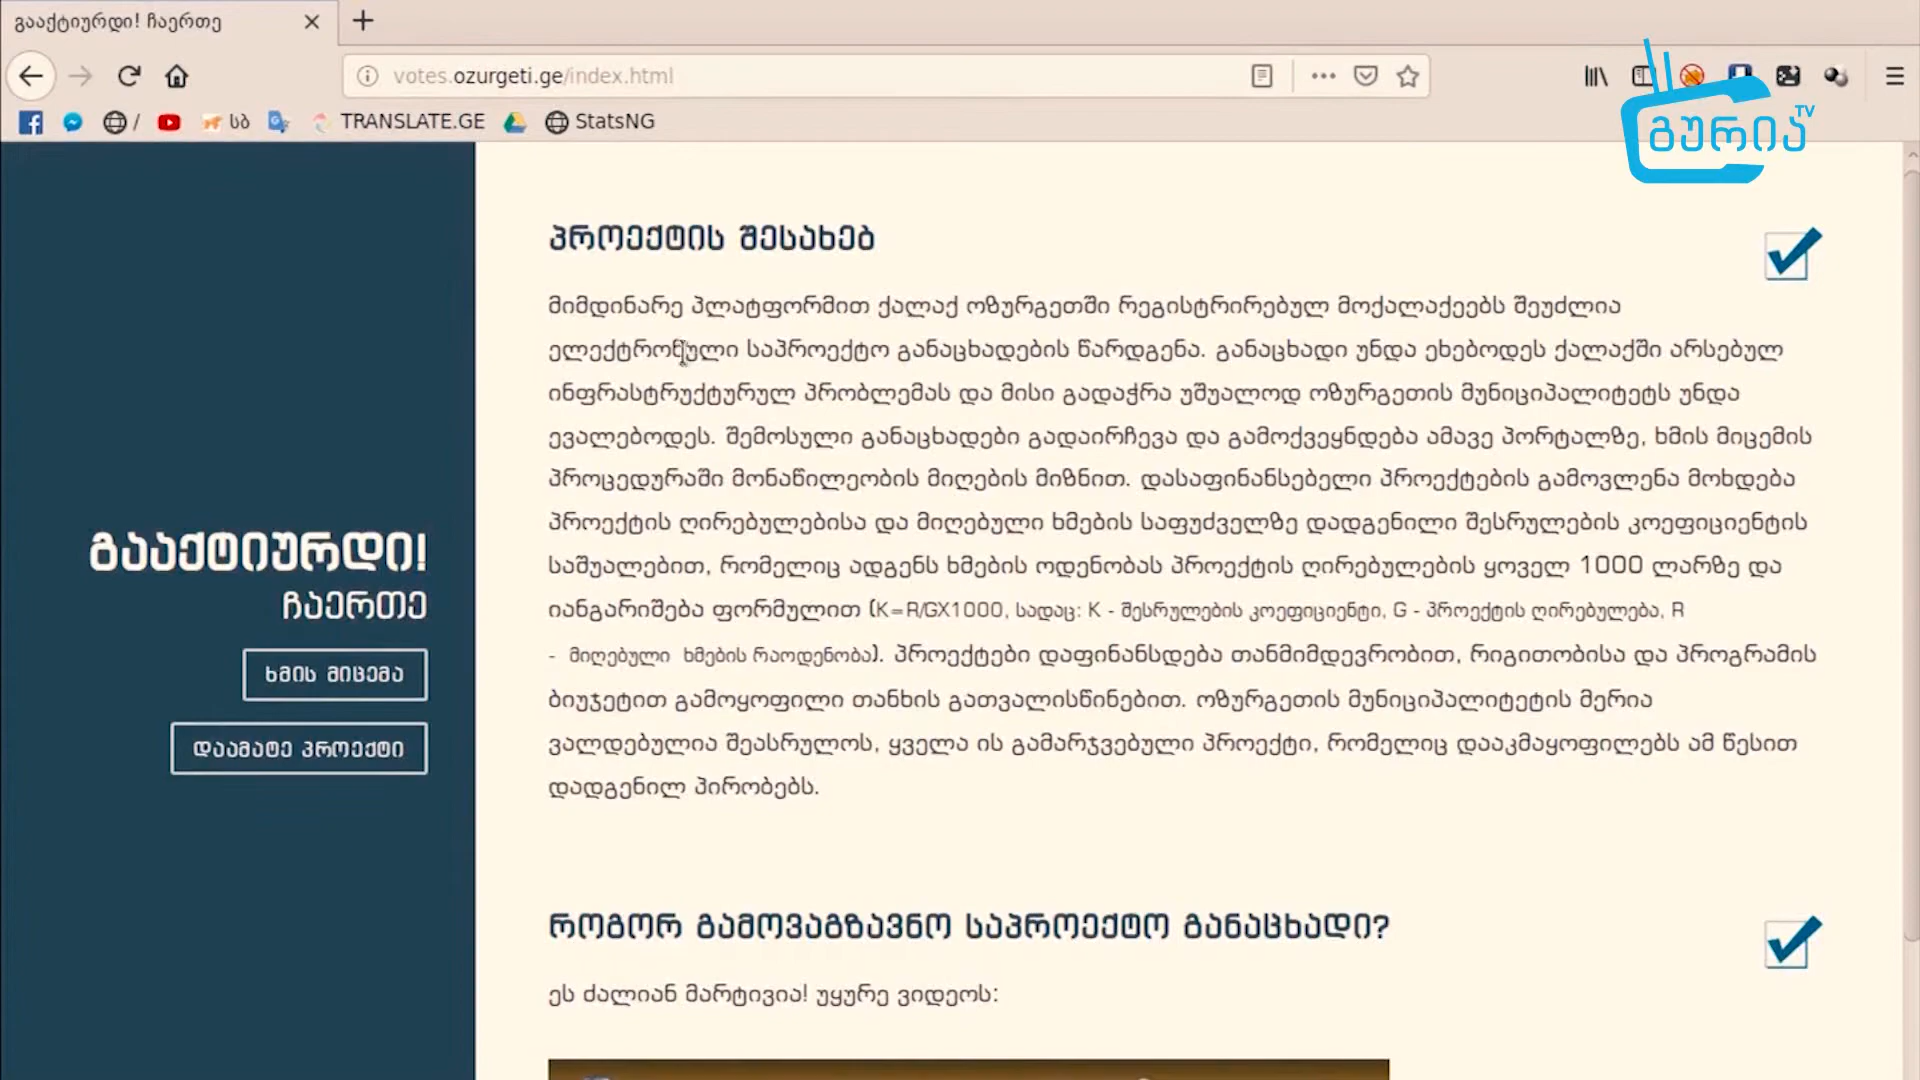 გააქტიურდი! ჩაერთე
votes.ozurgeti.ge/index.html
/ სბ TRANSLATE.GE StatsNG
გურია TV
პროექტის შესახებ
მიმდინარე პლატფორმით ქალაქ ოზურგეთში რეგისტრირებულ მოქალაქეებს შეუძლია
ელექტრონული საპროექტო განაცხადების წარდგენა. განაცხადი უნდა ეხებოდეს ქალაქში არსებულ
ინფრასტრუქტურულ პრობლემას და მისი გადაჭრა უშუალოდ ოზურგეთის მუნიციპალიტეტს უნდა
ევალებოდეს. შემოსული განაცხადები გადაირჩევა და გამოქვეყნდება ამავე პორტალზე, ხმის მიცემის
პროცედურაში მონაწილეობის მიღების მიზნით. დასაფინანსებელი პროექტების გამოვლენა მოხდება
პროექტის ღირებულებისა და მიღებული ხმების საფუძველზე დადგენილი შესრულების კოეფიციენტის
საშუალებით, რომელიც ადგენს ხმების ოდენობას პროექტის ღირებულების ყოველ 1000 ლარზე და
იანგარიშება ფორმულით (K=R/GX1000, სადაც: K - შესრულების კოეფიციენტი, G - პროექტის ღირებულება, R
- მიღებული ხმების რაოდენობა). პროექტები დაფინანსდება თანმიმდევრობით, რიგითობისა და პროგრამის
ბიუჯეტით გამოყოფილი თანხის გათვალისწინებით. ოზურგეთის მუნიციპალიტეტის მერია
ვალდებულია შეასრულოს, ყველა ის გამარჯვებული პროექტი, რომელიც დააკმაყოფილებს ამ წესით
დადგენილ პირობებს.
გააქტიურდი!
ჩაერთე
ხმის მიცემა
დაამატე პროექტი
როგორ გამოვაგზავნო საპროექტო განაცხადი?
ეს ძალიან მარტივია! უყურე ვიდეოს: